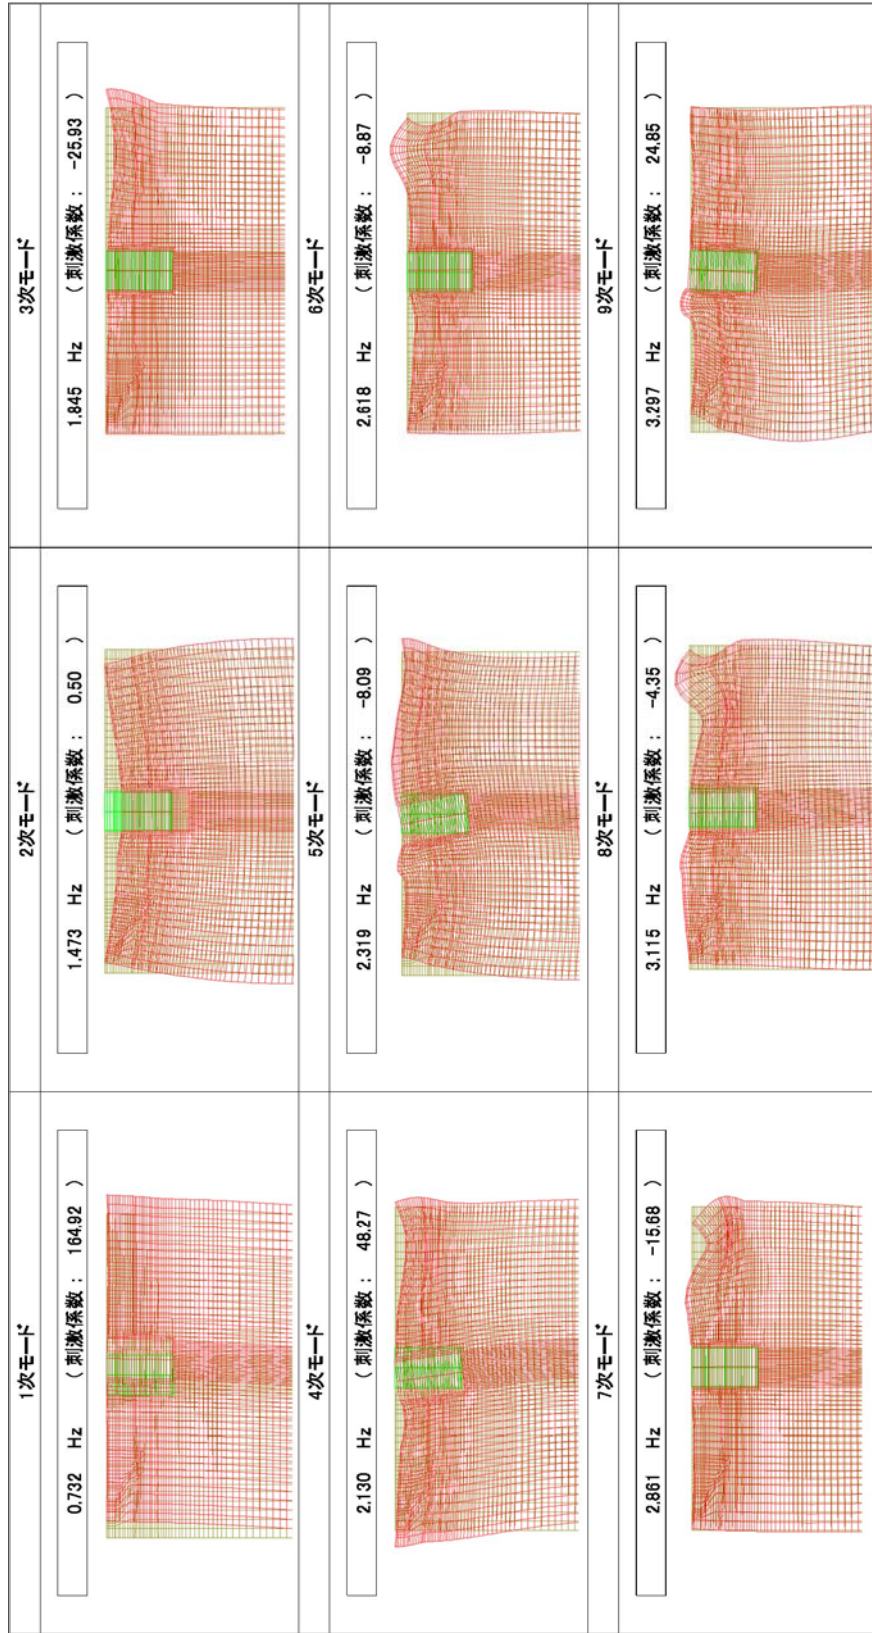 1次モード
0.732 Hz ( 刺激係数： 164.92 )
2次モード
1.473 Hz ( 刺激係数： 0.50 )
3次モード
1.845 Hz ( 刺激係数： -25.93 )
4次モード
2.130 Hz ( 刺激係数： 48.27 )
5次モード
2.319 Hz ( 刺激係数： -8.09 )
6次モード
2.618 Hz ( 刺激係数： -8.87 )
7次モード
2.861 Hz ( 刺激係数： -15.68 )
8次モード
3.115 Hz ( 刺激係数： -4.35 )
9次モード
3.297 Hz ( 刺激係数： 24.85 )